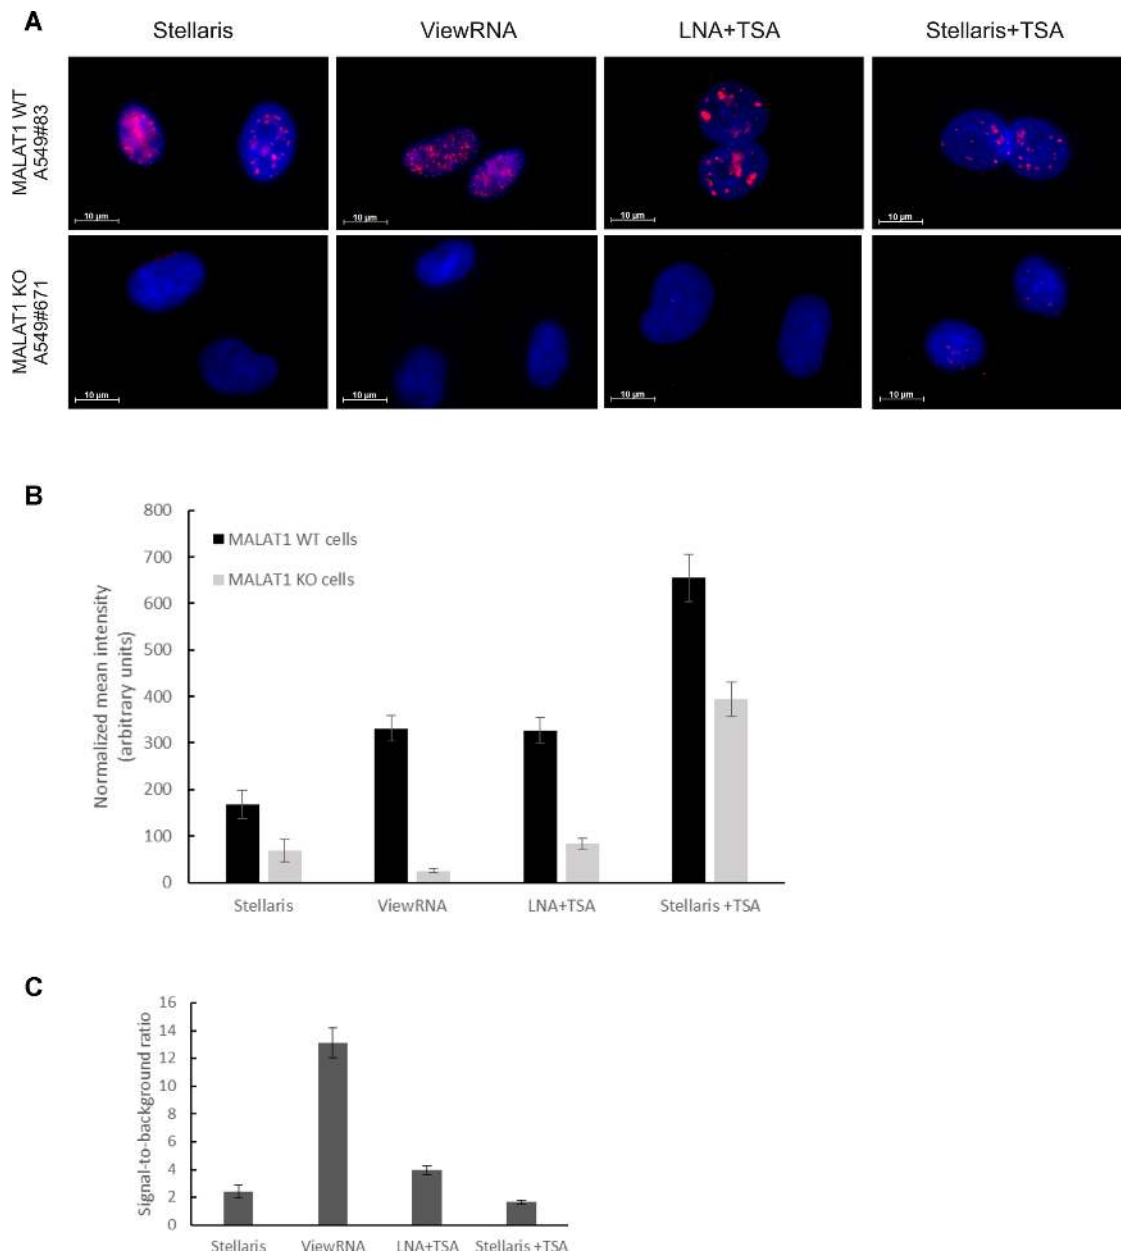 A
Stellaris
ViewRNA
LNA+TSA
Stellaris+TSA
MALAT1 WT
A549#83
10 µm
10 µm
10 µm
10 µm
MALAT1 KO
A549#671
10 µm
10 µm
10 µm
10 µm
B
Normalized mean intensity
(arbitrary units)
800
700
600
500
400
300
200
100
0
MALAT1 WT cells
MALAT1 KO cells
Stellaris
ViewRNA
LNA+TSA
Stellaris +TSA
C
Signal-to-background ratio
16
14
12
10
8
6
4
2
0
Stellaris
ViewRNA
LNA+TSA
Stellaris +TSA